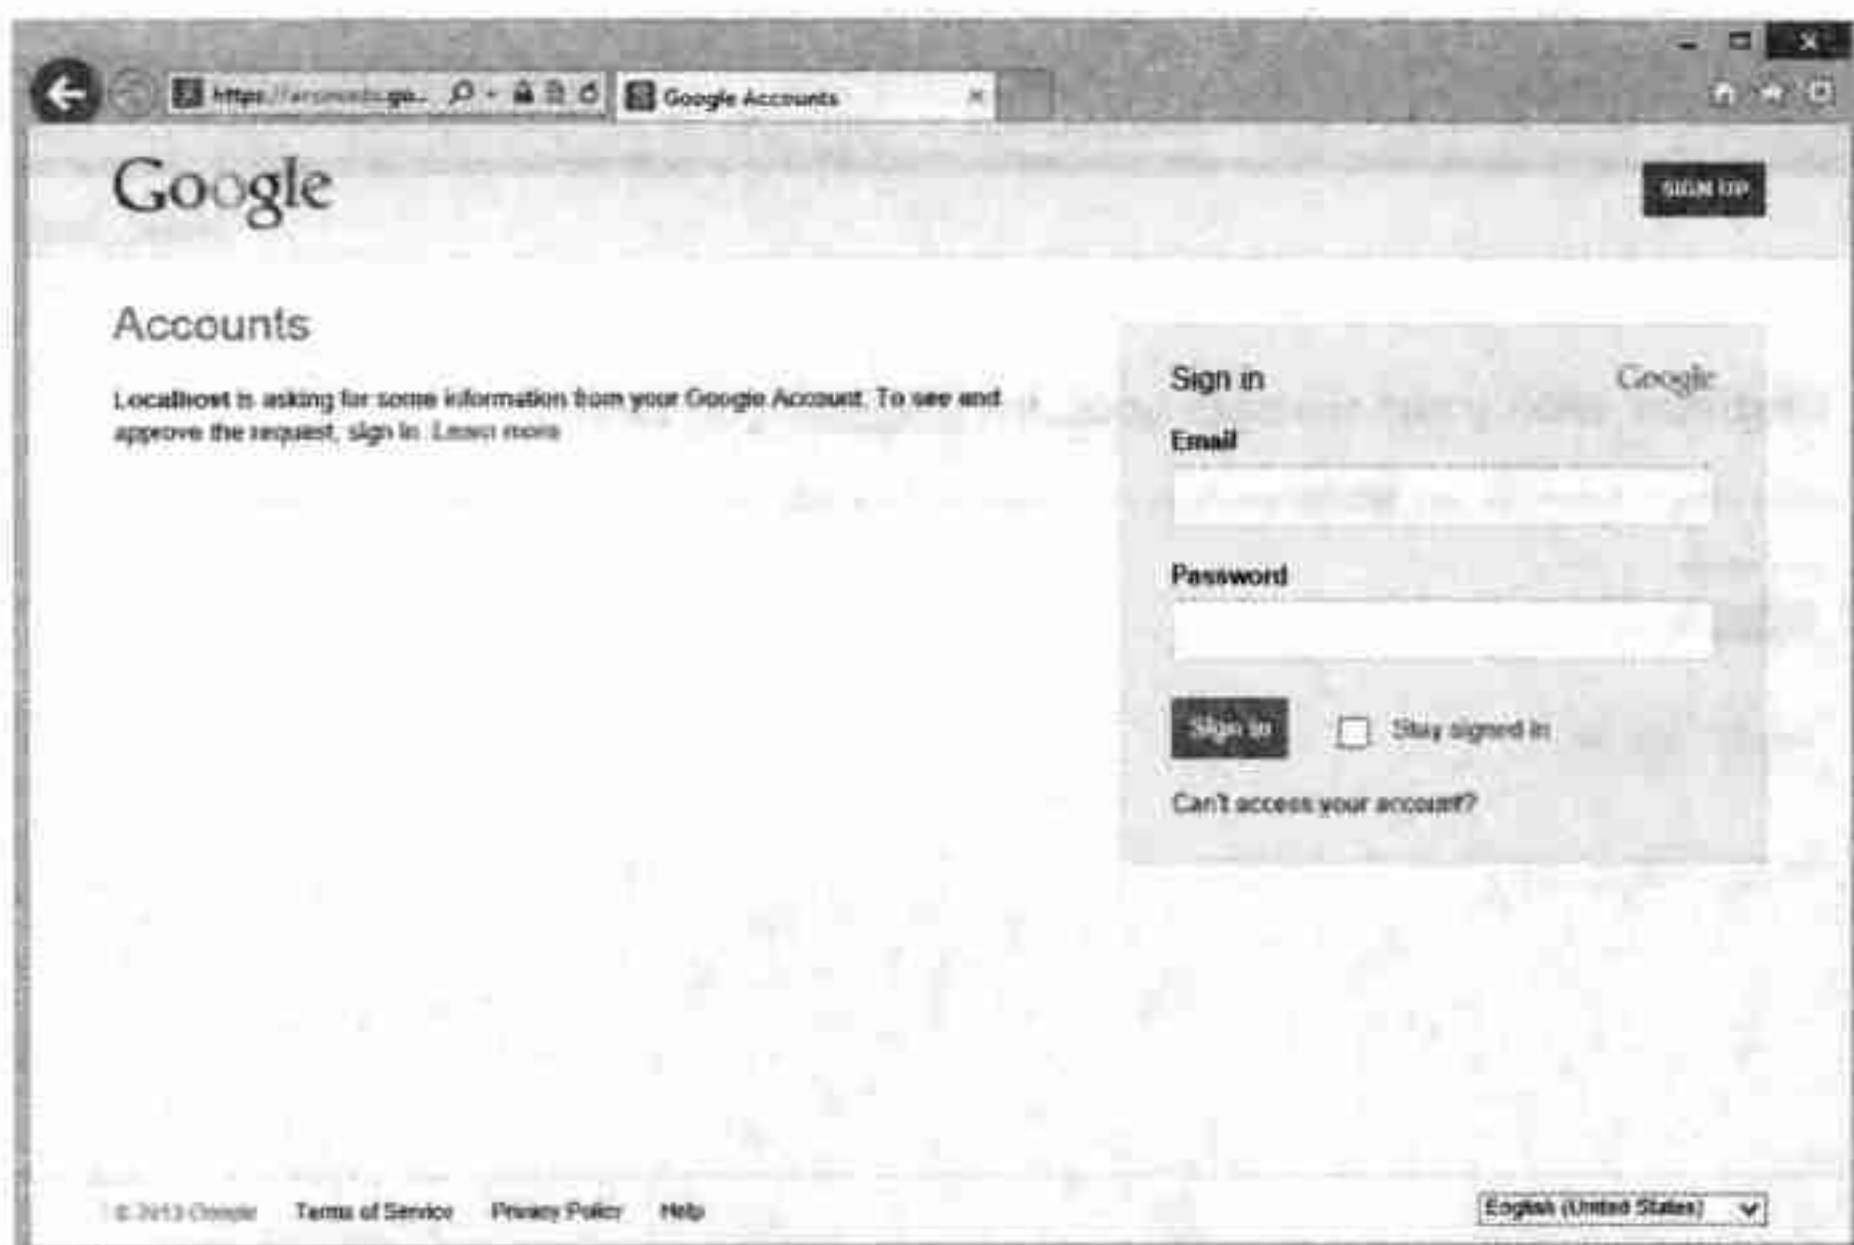 https:// go...
Google Accounts
Google
SIGN UP
Accounts
Localhost is asking for some information from your Google Account. To see and
approve the request, sign in. Learn more
Sign in
Google
Email
Password
Sign in
Stay signed in
Can't access your account?
© 2013 Google Terms of Service Privacy Policy Help
English (United States)